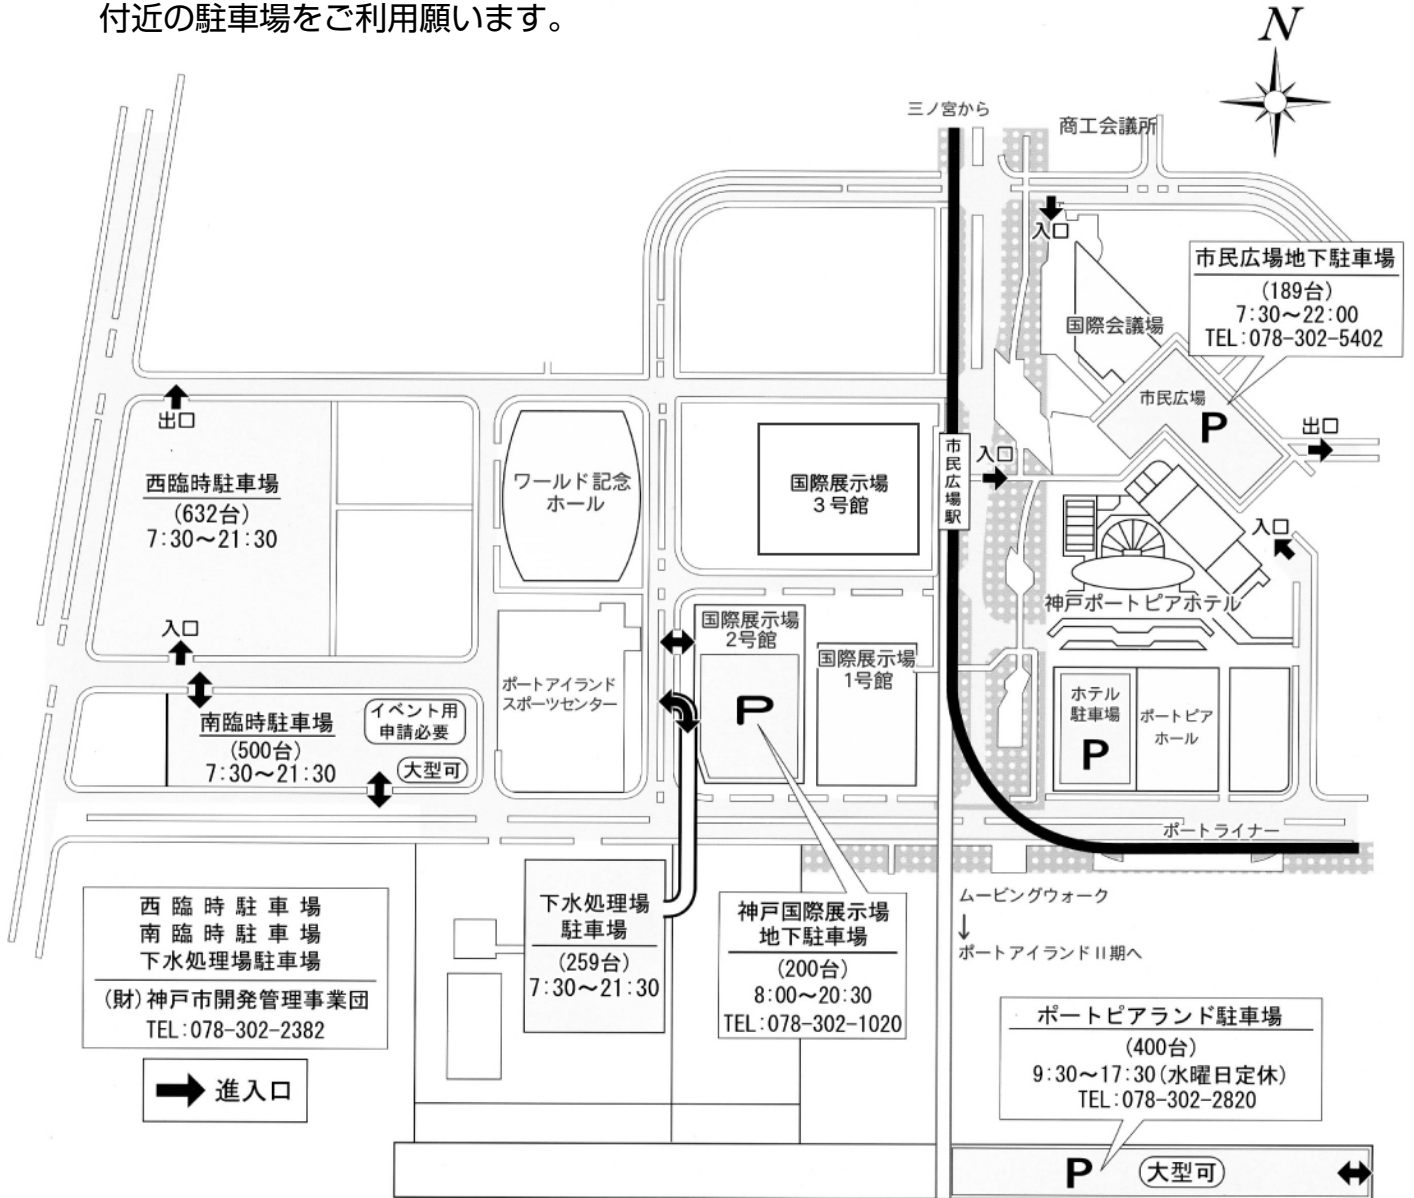 付近の駐車場をご利用願います。
N
三ノ宮から
商工会議所
入口
市民広場地下駐車場
(189台)
7:30～22:00
TEL:078-302-5402
国際会議場
市民広場
P
出口
出口
西臨時駐車場
(632台)
7:30～21:30
ワールド記念
ホール
国際展示場
3号館
市民広場駅
入口
入口
神戸ポートピアホテル
入口
国際展示場
2号館
国際展示場
1号館
P
ポートアイランド
スポーツセンター
ホテル
駐車場
P
ポートピア
ホール
南臨時駐車場
(500台)
7:30～21:30
イベント用
申請必要
大型可
ポートライナー
西臨時駐車場
南臨時駐車場
下水処理場駐車場
(財)神戸市開発管理事業団
TEL:078-302-2382
進入口
下水処理場
駐車場
(259台)
7:30～21:30
神戸国際展示場
地下駐車場
(200台)
8:00～20:30
TEL:078-302-1020
ムービングウォーク
↓
ポートアイランドII期へ
ポートピアランド駐車場
(400台)
9:30～17:30(水曜日定休)
TEL:078-302-2820
P
大型可